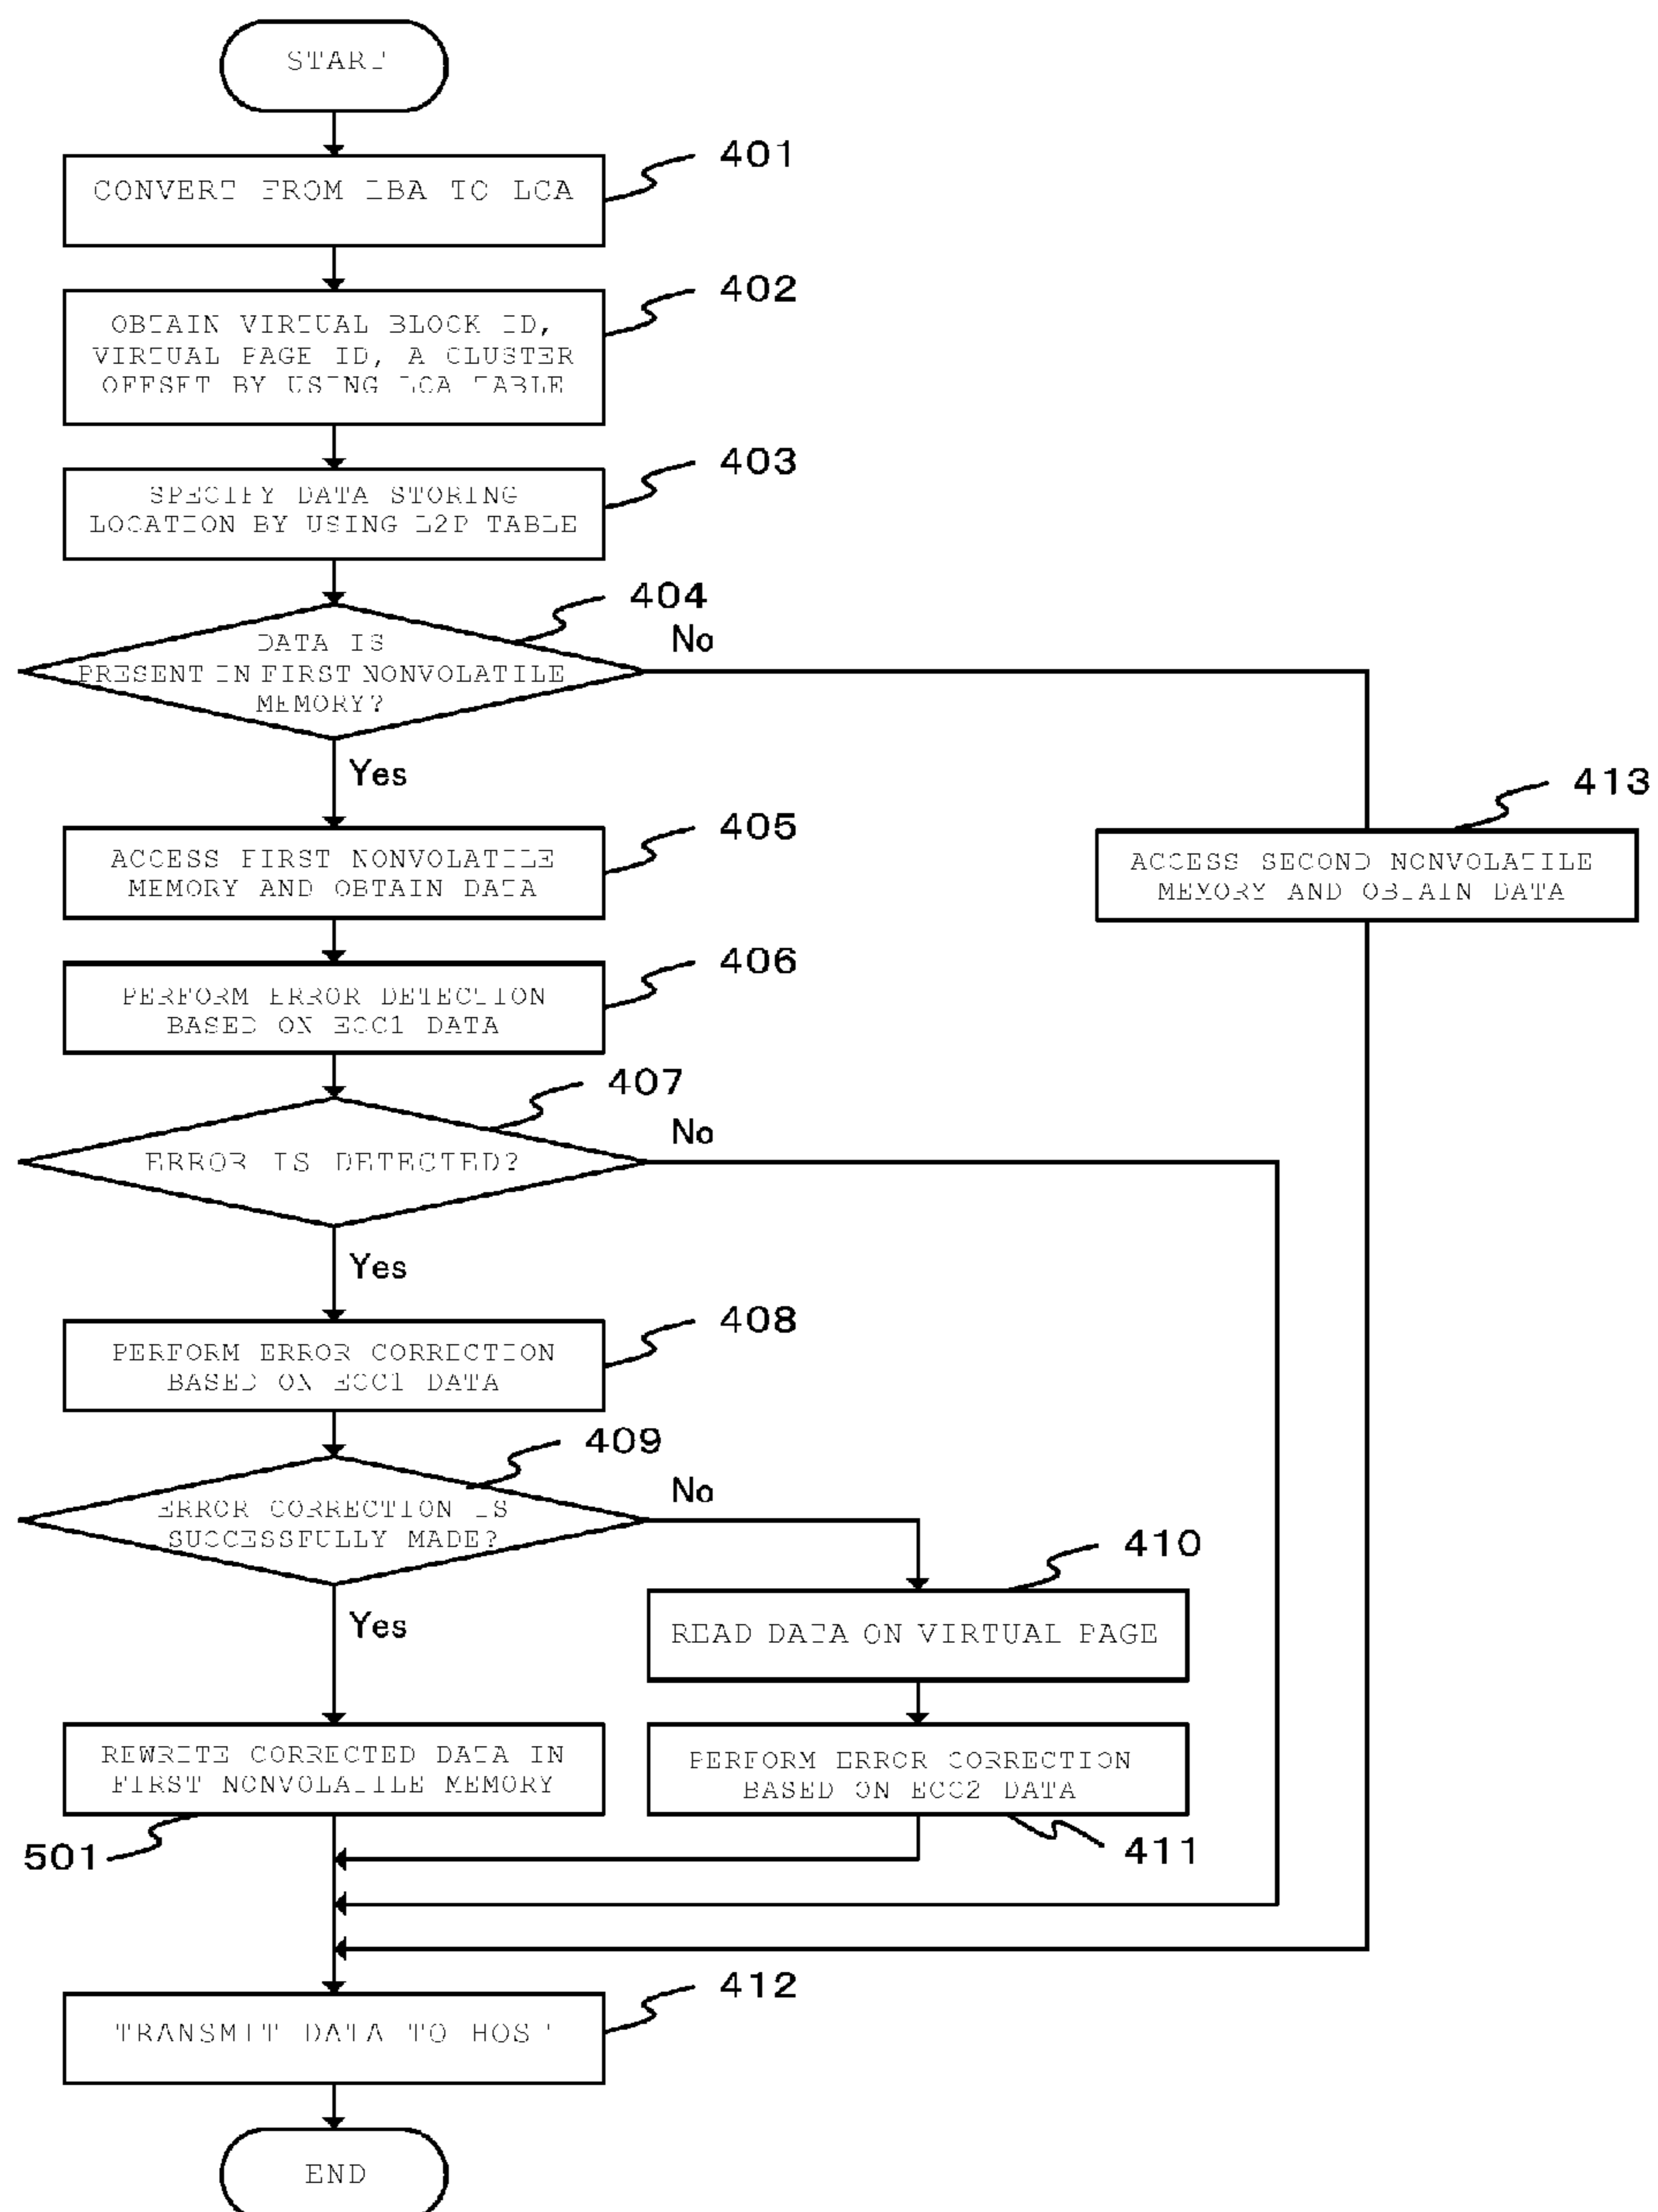 START
401
CONVERT FROM LBA TO LCA
402
OBTAIN VIRTUAL BLOCK ID,
VIRTUAL PAGE ID, A CLUSTER
OFFSET BY USING LCA TABLE
403
SPECIFY DATA STORING
LOCATION BY USING L2P TABLE
404
No
DATA IS
PRESENT IN FIRST NONVOLATILE
MEMORY?
Yes
413
405
ACCESS FIRST NONVOLATILE
MEMORY AND OBTAIN DATA
ACCESS SECOND NONVOLATILE
MEMORY AND OBTAIN DATA
406
PERFORM ERROR DETECTION
BASED ON ECC1 DATA
407
No
ERROR IS DETECTED?
Yes
408
PERFORM ERROR CORRECTION
BASED ON ECC1 DATA
409
No
ERROR CORRECTION IS
SUCCESSFULLY MADE?
410
Yes
READ DATA ON VIRTUAL PAGE
REWRITE CORRECTED DATA IN
FIRST NONVOLATILE MEMORY
PERFORM ERROR CORRECTION
BASED ON ECC2 DATA
501
411
412
TRANSMIT DATA TO HOST
END